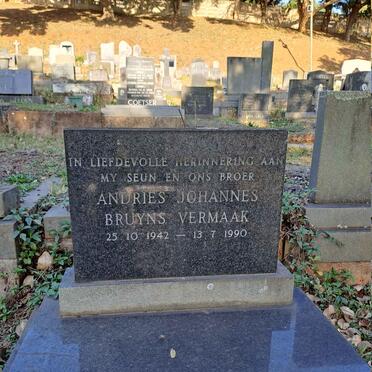 COETSER
IN LIEFDEVOLLE HERINNERING AAN
MY SEUN EN ONS BROER
ANDRIES JOHANNES
BRUYNS VERMAAK
25.10.1942 — 13.7.1990